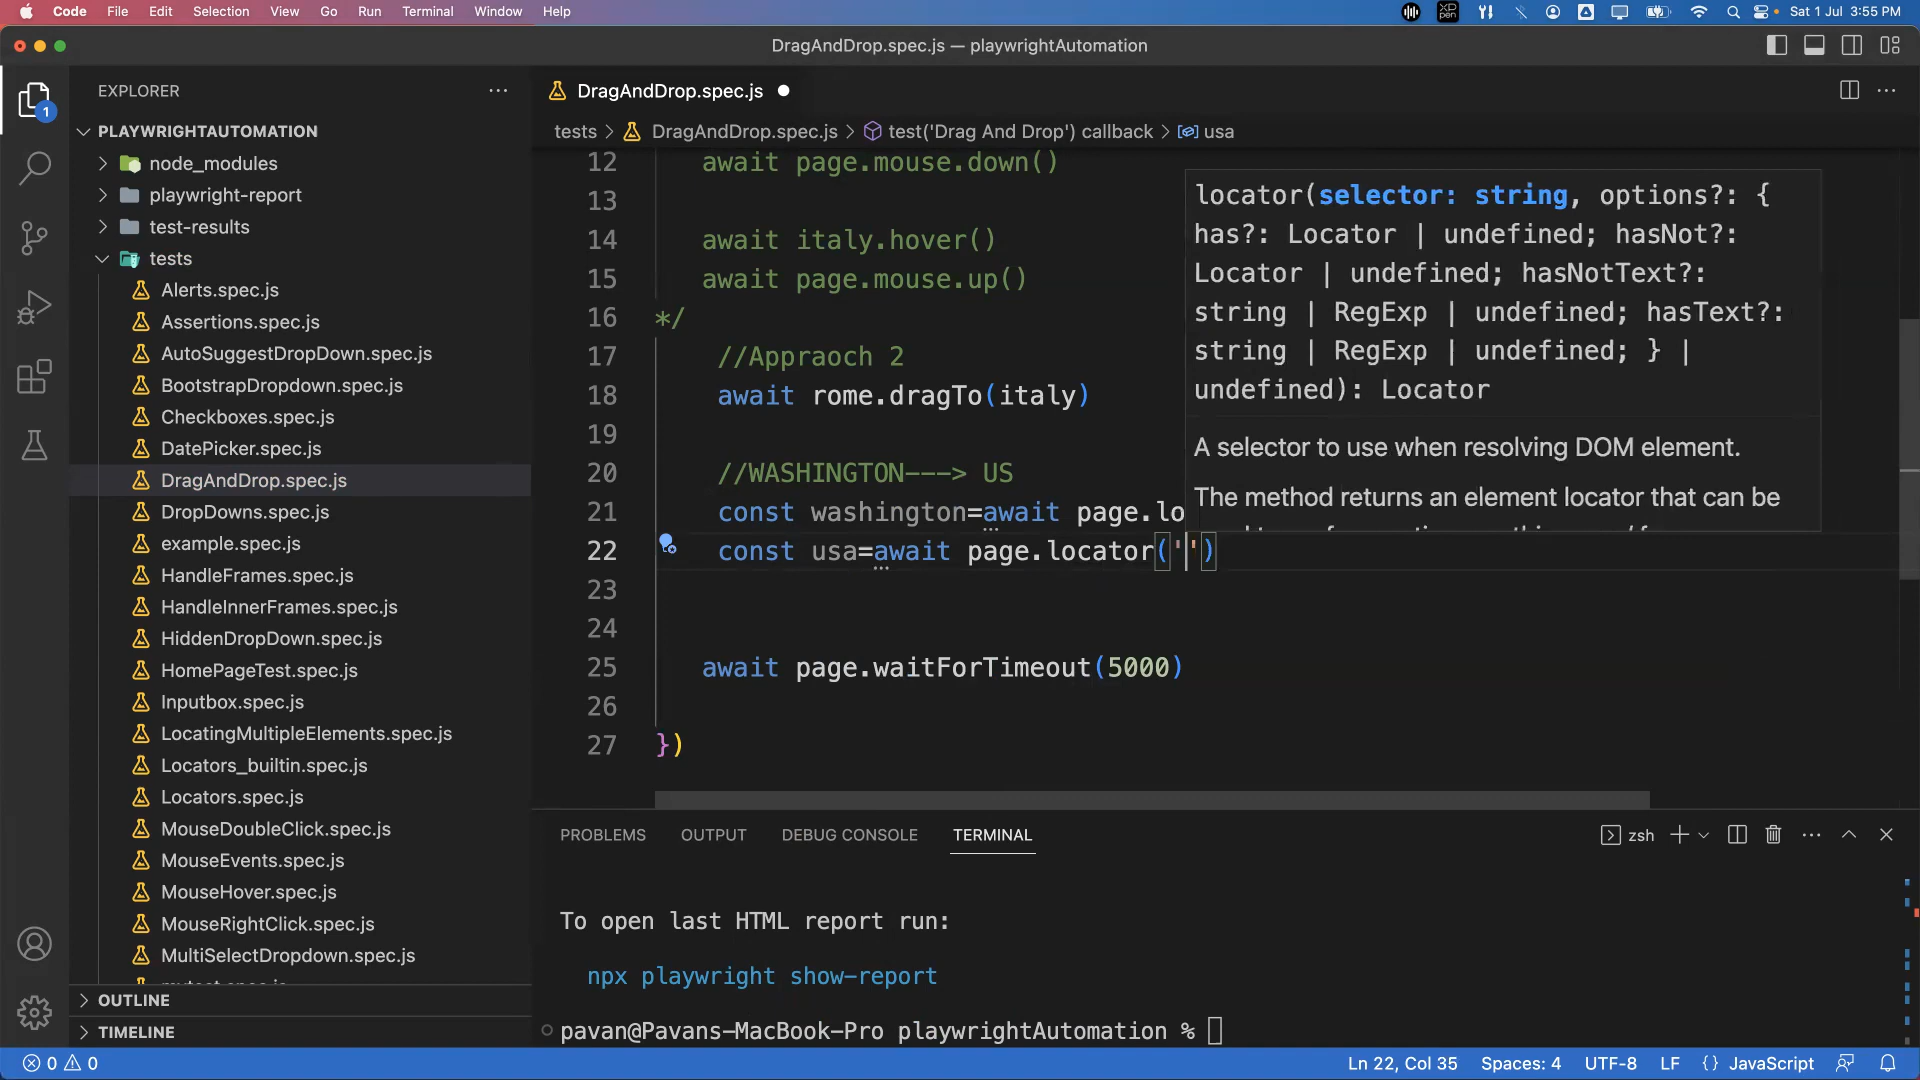 Code File Edit Selection View Go Run Terminal Window Help
XP PEN
Sat 1 Jul 3:55 PM
DragAndDrop.spec.js — playwrightAutomation
EXPLORER
1
PLAYWRIGHTAUTOMATION
node_modules
playwright-report
test-results
tests
Alerts.spec.js
Assertions.spec.js
AutoSuggestDropDown.spec.js
BootstrapDropdown.spec.js
Checkboxes.spec.js
DatePicker.spec.js
DragAndDrop.spec.js
DropDowns.spec.js
example.spec.js
HandleFrames.spec.js
HandleInnerFrames.spec.js
HiddenDropDown.spec.js
HomePageTest.spec.js
Inputbox.spec.js
LocatingMultipleElements.spec.js
Locators_builtin.spec.js
Locators.spec.js
MouseDoubleClick.spec.js
MouseEvents.spec.js
MouseHover.spec.js
MouseRightClick.spec.js
MultiSelectDropdown.spec.js
OUTLINE
TIMELINE
DragAndDrop.spec.js
tests > DragAndDrop.spec.js > test('Drag And Drop') callback > usa
12 await page.mouse.down()
13
14 await italy.hover()
15 await page.mouse.up()
16 */
17 //Appraoch 2
18 await rome.dragTo(italy)
19
20 //WASHINGTON---> US
21 const washington=await page.lo
22 const usa=await page.locator('')
23
24
25 await page.waitForTimeout(5000)
26
27 })
locator(selector: string, options?: {
has?: Locator | undefined; hasNot?:
Locator | undefined; hasNotText?:
string | RegExp | undefined; hasText?:
string | RegExp | undefined; } |
undefined): Locator
A selector to use when resolving DOM element.
The method returns an element locator that can be
PROBLEMS OUTPUT DEBUG CONSOLE TERMINAL
zsh
To open last HTML report run:
npx playwright show-report
pavan@Pavans-MacBook-Pro playwrightAutomation %
0 0
Ln 22, Col 35 Spaces: 4 UTF-8 LF {} JavaScript